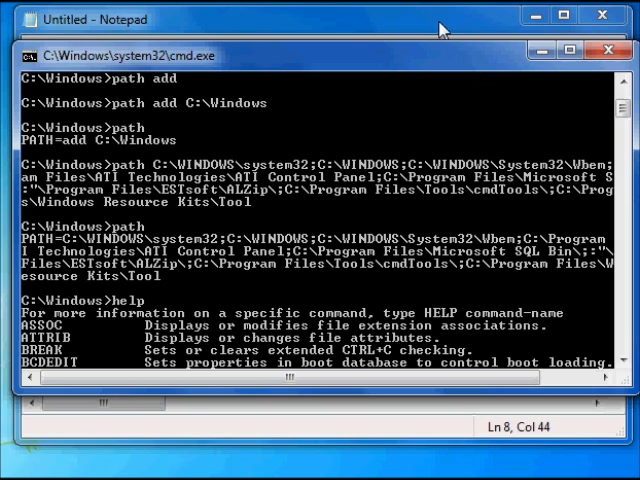 Untitled - Notepad
C:\Windows\system32\cmd.exe
C:\Windows>path add
C:\Windows>path add C:\Windows
C:\Windows>path
PATH=add C:\Windows
C:\Windows>path C:\WINDOWS\system32;C:\WINDOWS;C:\WINDOWS\System32\Wbem;
am Files\ATI Technologies\ATI Control Panel;C:\Program Files\Microsoft S
:"\Program Files\ESTsoft\ALZip\;C:\Program Files\Tools\cmdTools\;C:\Prog
s\Windows Resource Kits\Tool
C:\Windows>path
PATH=C:\WINDOWS\system32;C:\WINDOWS;C:\WINDOWS\System32\Wbem;C:\Program
I Technologies\ATI Control Panel;C:\Program Files\Microsoft SQL Bin\;:"\
Files\ESTsoft\ALZip\;C:\Program Files\Tools\cmdTools\;C:\Program Files\W
esource Kits\Tool
C:\Windows>help
For more information on a specific command, type HELP command-name
ASSOC Displays or modifies file extension associations.
ATTRIB Displays or changes file attributes.
BREAK Sets or clears extended CTRL+C checking.
BCDEDIT Sets properties in boot database to control boot loading.
Ln 8, Col 44